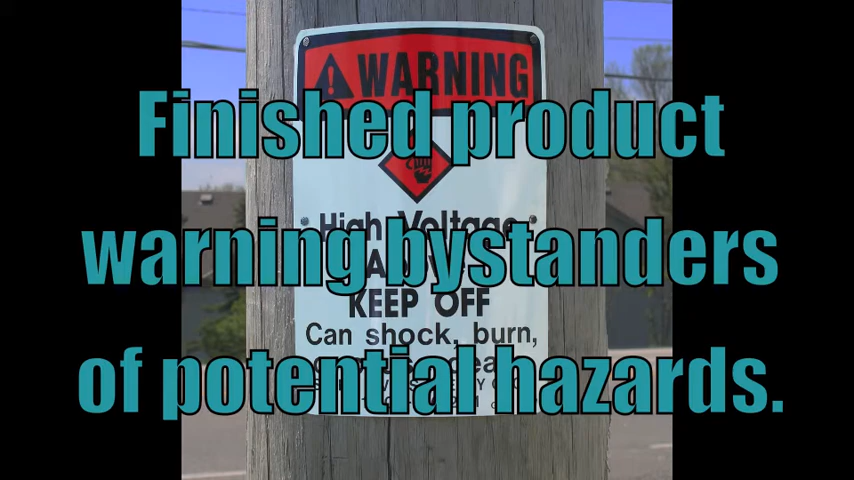 WARNING
Finished product
High Voltage
warning bystanders
KEEP OFF
Can shock, burn,
of potential hazards.